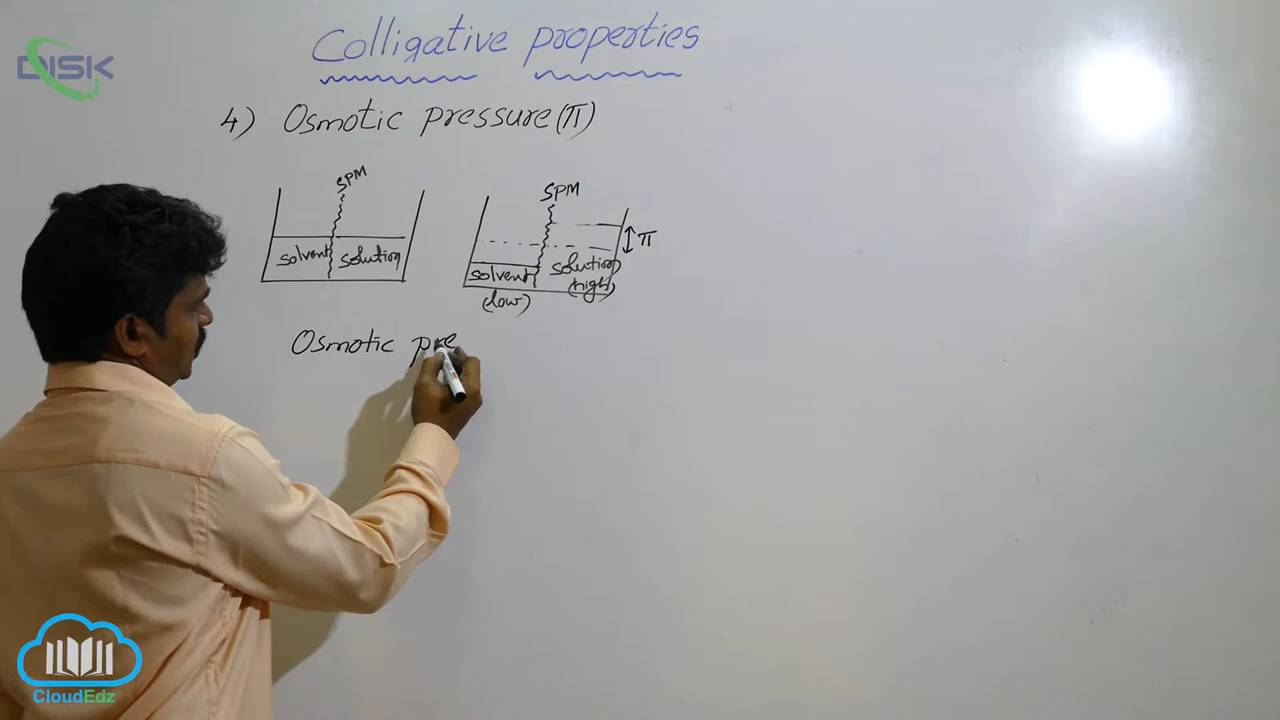 DISK
Colligative properties
4) Osmotic pressure (π)
SPM
solvent solution
SPM
π
solvent solution
(low) (high)
Osmotic pre
CloudEdz